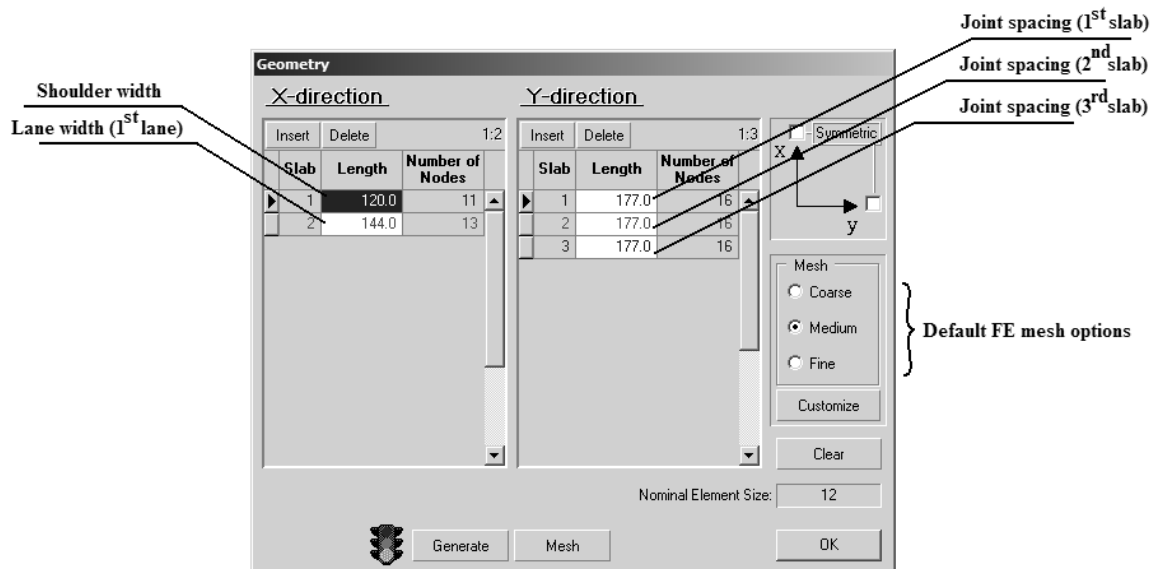 Joint spacing (1st slab)
Joint spacing (2nd slab)
Joint spacing (3rd slab)
Shoulder width
Lane width (1st lane)
Geometry
X-direction
Y-direction
Insert Delete 1:2
Slab Length Number of Nodes
1 120.0 11
2 144.0 13
Insert Delete 1:3
Slab Length Number of Nodes
1 177.0 16
2 177.0 16
3 177.0 16
Symmetric
X
y
Mesh
Coarse
Medium
Fine
Default FE mesh options
Customize
Clear
Nominal Element Size: 12
Generate Mesh OK